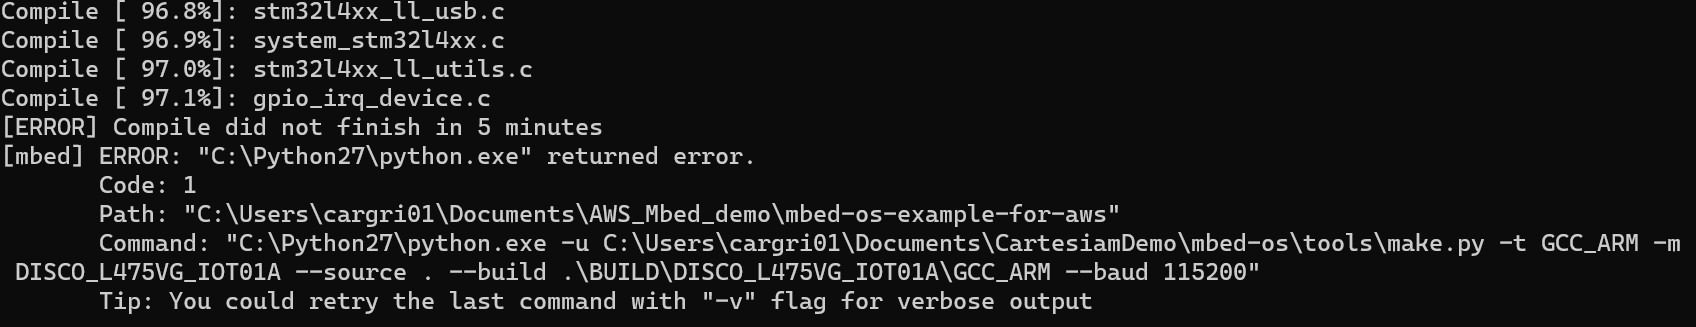 Compile [ 96.8%]: stm32l4xx_ll_usb.c
Compile [ 96.9%]: system_stm32l4xx.c
Compile [ 97.0%]: stm32l4xx_ll_utils.c
Compile [ 97.1%]: gpio_irq_device.c
[ERROR] Compile did not finish in 5 minutes
[mbed] ERROR: "C:\Python27\python.exe" returned error.
       Code: 1
       Path: "C:\Users\cargri01\Documents\AWS_Mbed_demo\mbed-os-example-for-aws"
       Command: "C:\Python27\python.exe -u C:\Users\cargri01\Documents\CartesiamDemo\mbed-os\tools\make.py -t GCC_ARM -m
 DISCO_L475VG_IOT01A --source . --build .\BUILD\DISCO_L475VG_IOT01A\GCC_ARM --baud 115200"
       Tip: You could retry the last command with "-v" flag for verbose output